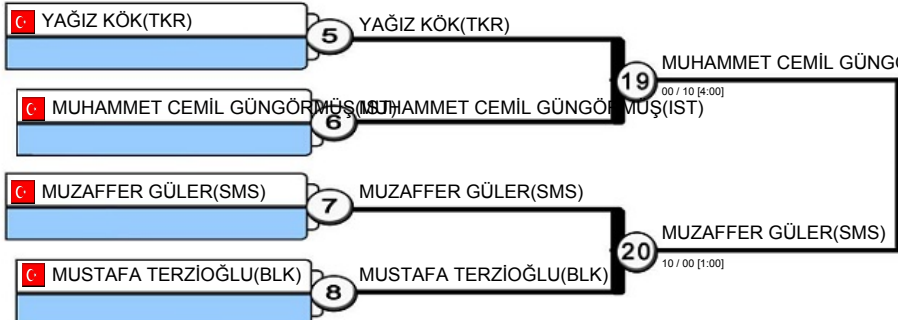 YAĞIZ KÖK(TKR)
5
YAĞIZ KÖK(TKR)
MUHAMMET CEMİL GÜNGÖRMÜŞ(IST)
6
MUHAMMET CEMİL GÜNGÖRMÜŞ(IST)
19
MUHAMMET CEMİL
00 / 10 [4:00]
MUZAFFER GÜLER(SMS)
7
MUZAFFER GÜLER(SMS)
MUSTAFA TERZİOĞLU(BLK)
8
MUSTAFA TERZİOĞLU(BLK)
20
MUZAFFER GÜLER(SMS)
10 / 00 [1:00]